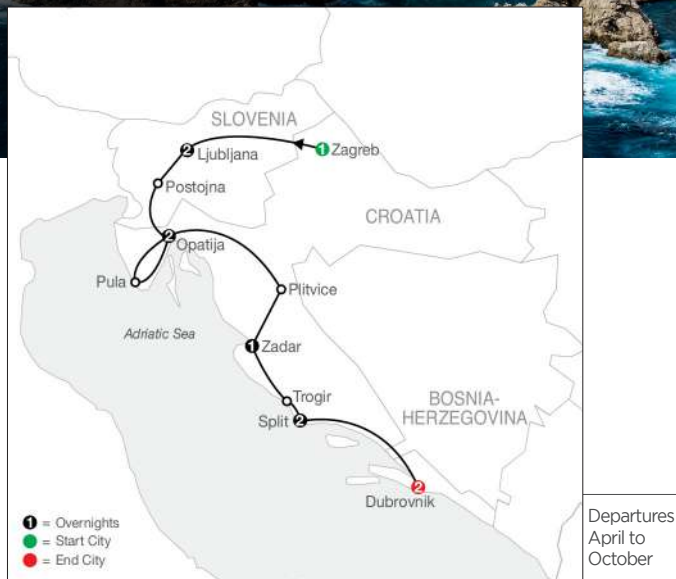 SLOVENIA
2 Ljubljana
1 Zagreb
Postojna
CROATIA
2 Opatija
Pula
Plitvice
Adriatic Sea
1 Zadar
Trogir
BOSNIA-
HERZEGOVINA
Split 2
2
Dubrovnik
1 = Overnights
= Start City
= End City
Departures
April to
October